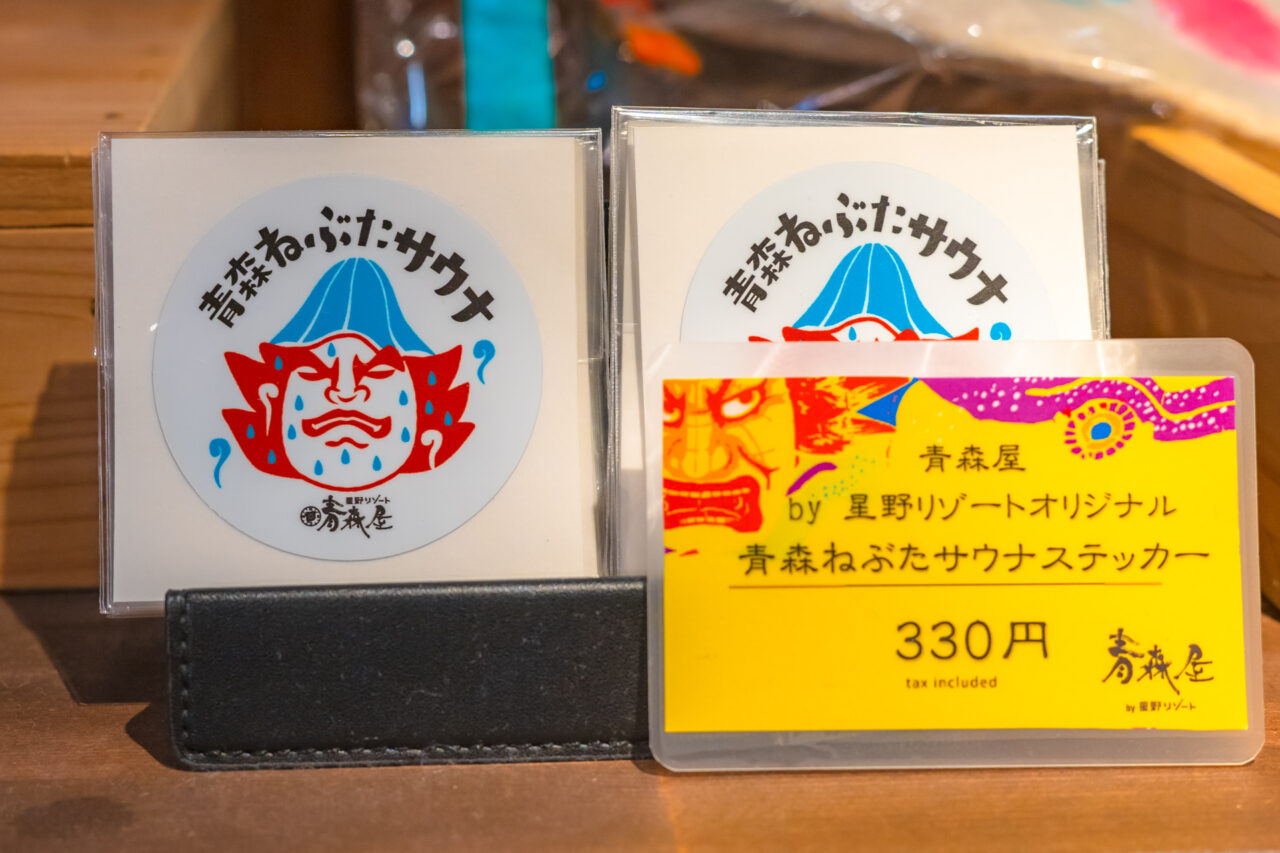 青森ねぶたサウナ
星野リゾート
青森屋
青森ねぶたサウナ
青森屋
by 星野リゾートオリジナル
青森ねぶたサウナステッカー
330円
tax included
青森屋
by 星野リゾート